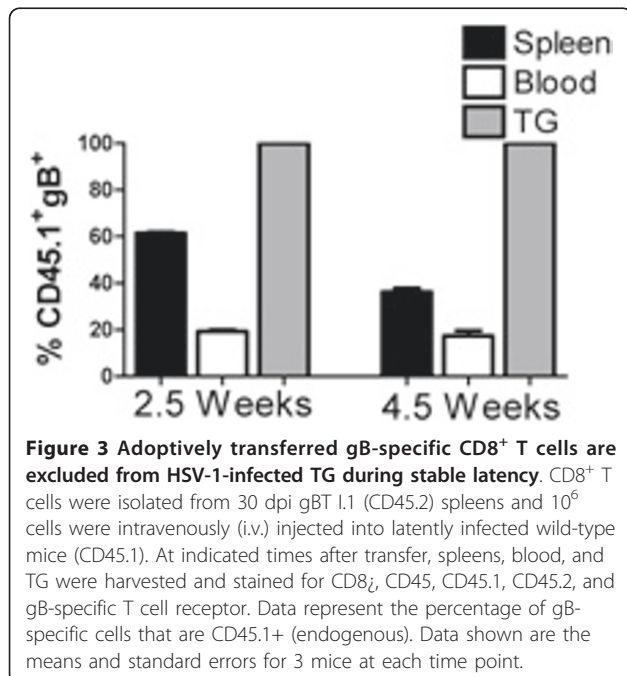 Spleen
Blood
TG
% CD45.1⁺gB⁺
100
80
60
40
20
0
2.5 Weeks 4.5 Weeks
Figure 3 Adoptively transferred gB-specific CD8⁺ T cells are
excluded from HSV-1-infected TG during stable latency. CD8⁺ T
cells were isolated from 30 dpi gBT I.1 (CD45.2) spleens and 10⁶
cells were intravenously (i.v.) injected into latently infected wild-type
mice (CD45.1). At indicated times after transfer, spleens, blood, and
TG were harvested and stained for CD8¿, CD45, CD45.1, CD45.2, and
gB-specific T cell receptor. Data represent the percentage of gB-
specific cells that are CD45.1+ (endogenous). Data shown are the
means and standard errors for 3 mice at each time point.